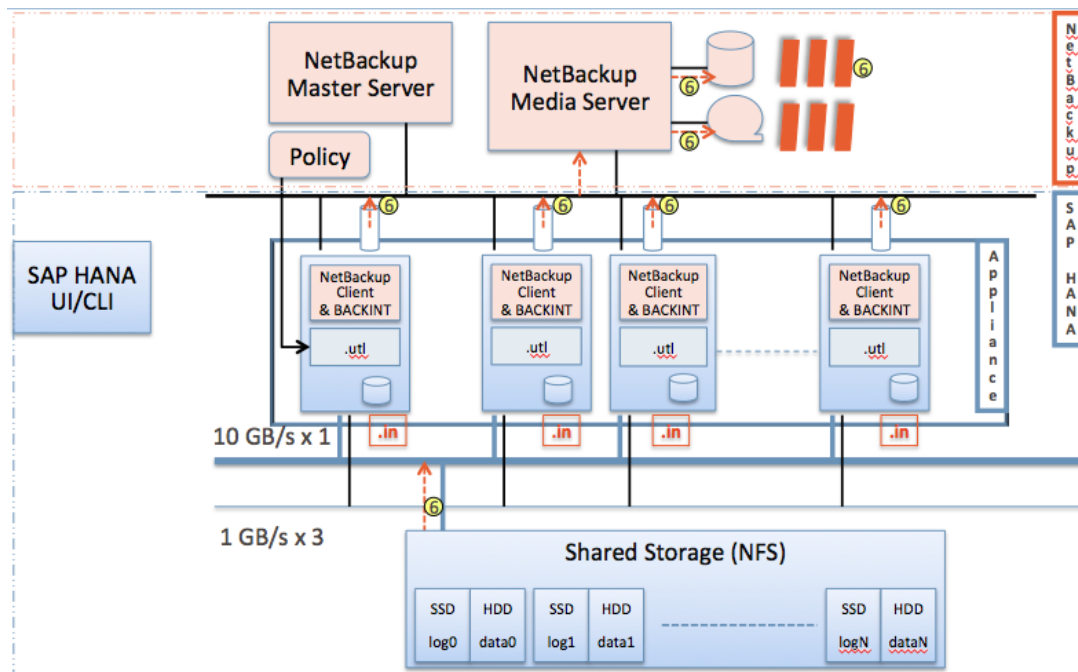 NetBackup
Master Server
NetBackup
Media Server
6
6
6
Policy
NetBackup
6
6
6
6
SAP HANA
UI/CLI
NetBackup
Client
& BACKINT
.utl
NetBackup
Client
& BACKINT
.utl
NetBackup
Client
& BACKINT
.utl
NetBackup
Client
& BACKINT
.utl
Appliance
SAP HANA
10 GB/s x 1
.in
.in
.in
.in
6
1 GB/s x 3
Shared Storage (NFS)
SSD
log0
HDD
data0
SSD
log1
HDD
data1
SSD
logN
HDD
dataN